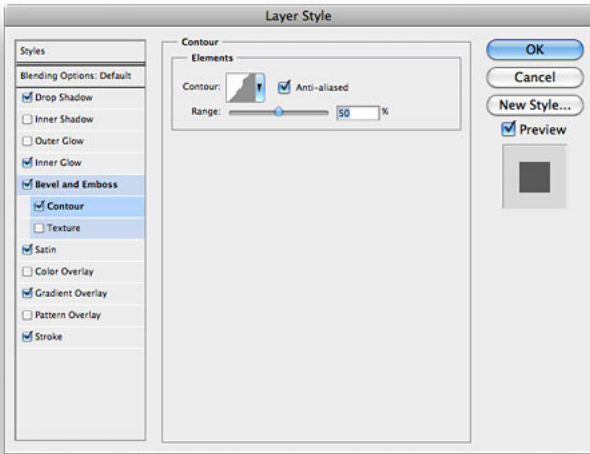 Layer Style
Styles
Blending Options: Default
Drop Shadow
Inner Shadow
Outer Glow
Inner Glow
Bevel and Emboss
Contour
Texture
Satin
Color Overlay
Gradient Overlay
Pattern Overlay
Stroke
Contour
Elements
Contour: Anti-aliased
Range: 50 %
OK
Cancel
New Style...
Preview